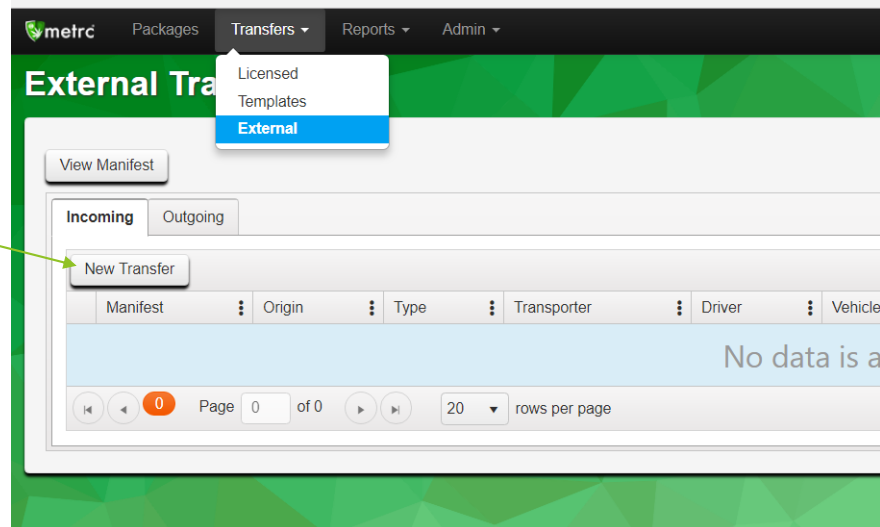 metrc Packages Transfers Reports Admin
External Tra
Licensed
Templates
External
View Manifest
Incoming Outgoing
New Transfer
Manifest Origin Type Transporter Driver Vehicle
No data is a
0 Page 0 of 0 20 rows per page